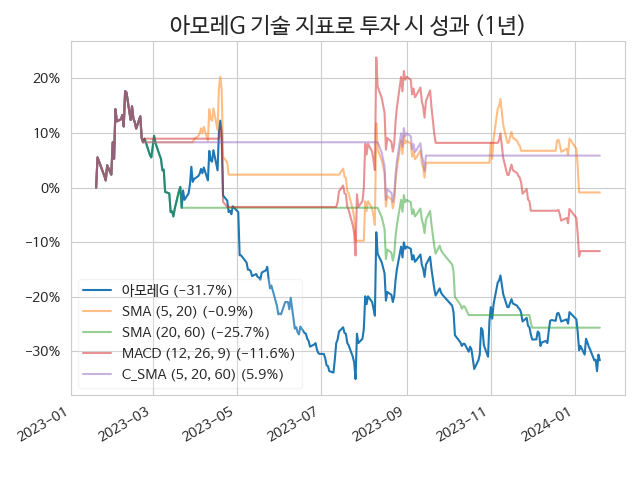 아모레G 기술 지표로 투자 시 성과 (1년)
20%
10%
0%
−10%
−20%
−30%
아모레G (−31.7%)
SMA (5, 20) (−0.9%)
SMA (20, 60) (−25.7%)
MACD (12, 26, 9) (−11.6%)
C_SMA (5, 20, 60) (5.9%)
2023−01
2023−03
2023−05
2023−07
2023−09
2023−11
2024−01